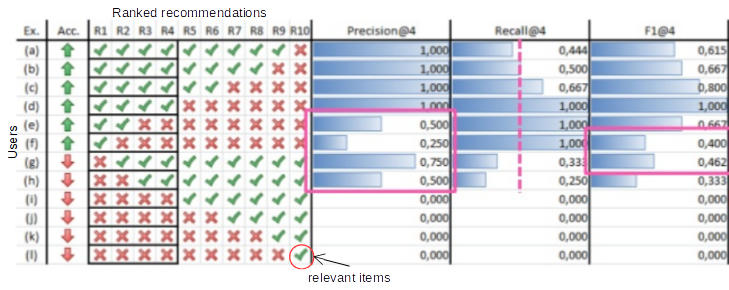 Ranked recommendations
Ex. Acc. R1 R2 R3 R4 R5 R6 R7 R8 R9 R10 Precision@4 Recall@4 F1@4
Users
(a) 1,000 0,444 0,615
(b) 1,000 0,500 0,667
(c) 1,000 0,667 0,800
(d) 1,000 1,000 1,000
(e) 0,500 1,000 0,667
(f) 0,250 1,000 0,400
(g) 0,750 0,333 0,462
(h) 0,500 0,250 0,333
(i) 0,000 0,000 0,000
(j) 0,000 0,000 0,000
(k) 0,000 0,000 0,000
(l) 0,000 0,000 0,000
relevant items